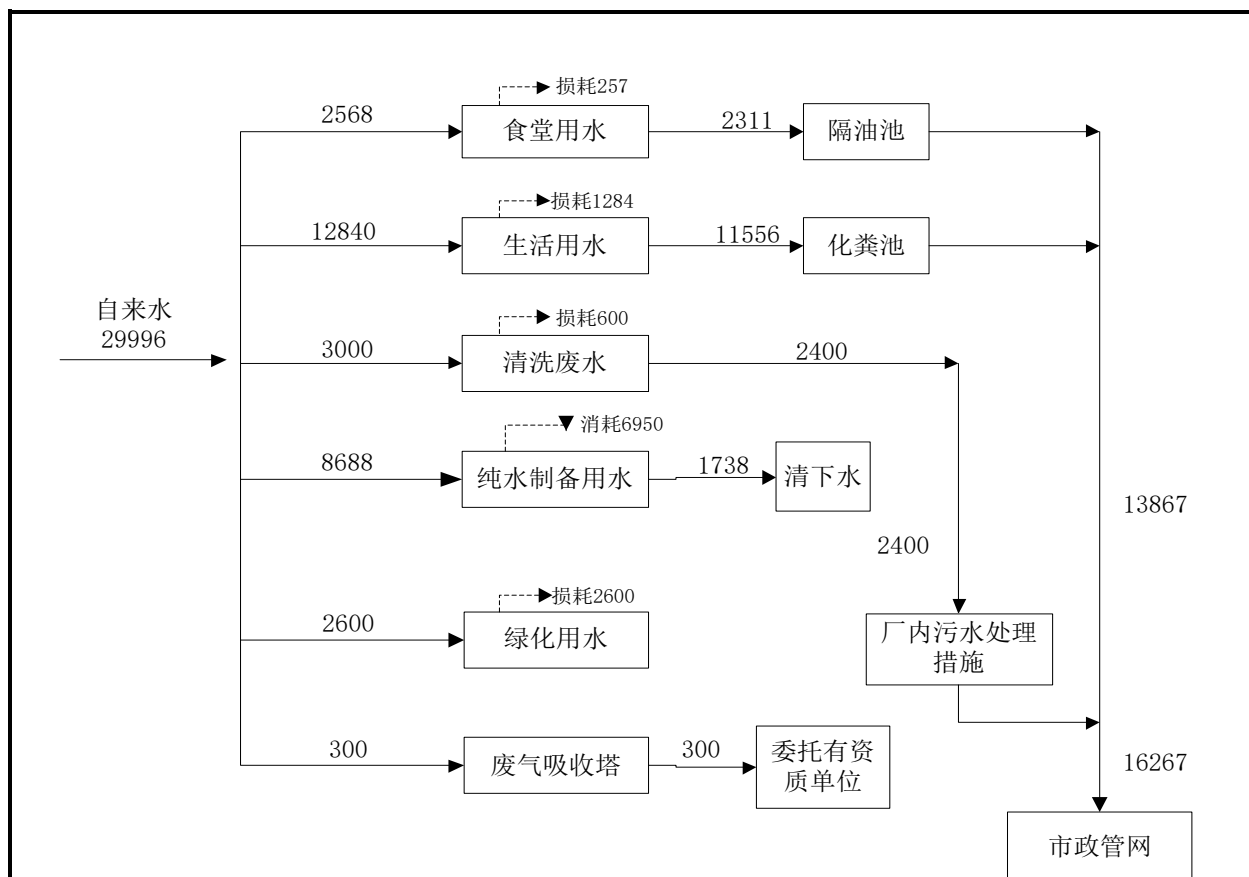 损耗257
2568
食堂用水
2311
隔油池
损耗1284
12840
生活用水
11556
化粪池
自来水
29996
损耗600
3000
清洗废水
2400
消耗6950
8688
纯水制备用水
1738
清下水
13867
2400
损耗2600
2600
绿化用水
厂内污水处理
措施
300
废气吸收塔
300
委托有资
质单位
16267
市政管网